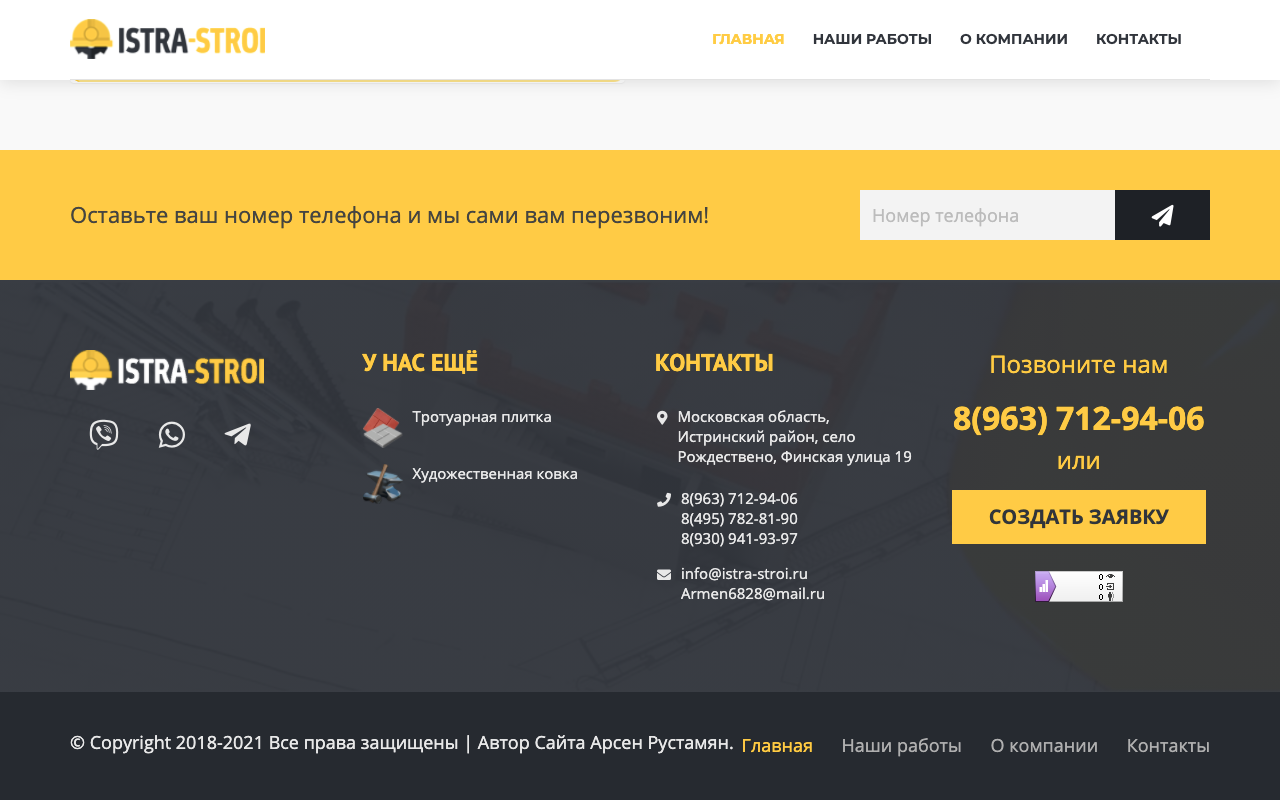 ISTRA-STROI
ГЛАВНАЯ НАШИ РАБОТЫ О КОМПАНИИ КОНТАКТЫ
Оставьте ваш номер телефона и мы сами вам перезвоним!
Номер телефона
ISTRA-STROI
У НАС ЕЩЁ
Тротуарная плитка
Художественная ковка
КОНТАКТЫ
Московская область,
Истринский район, село
Рождествено, Финская улица 19
8(963) 712-94-06
8(495) 782-81-90
8(930) 941-93-97
info@istra-stroi.ru
Armen6828@mail.ru
Позвоните нам
8(963) 712-94-06
или
СОЗДАТЬ ЗАЯВКУ
0
0
0
© Copyright 2018-2021 Все права защищены | Автор Сайта Арсен Рустамян.
Главная Наши работы О компании Контакты